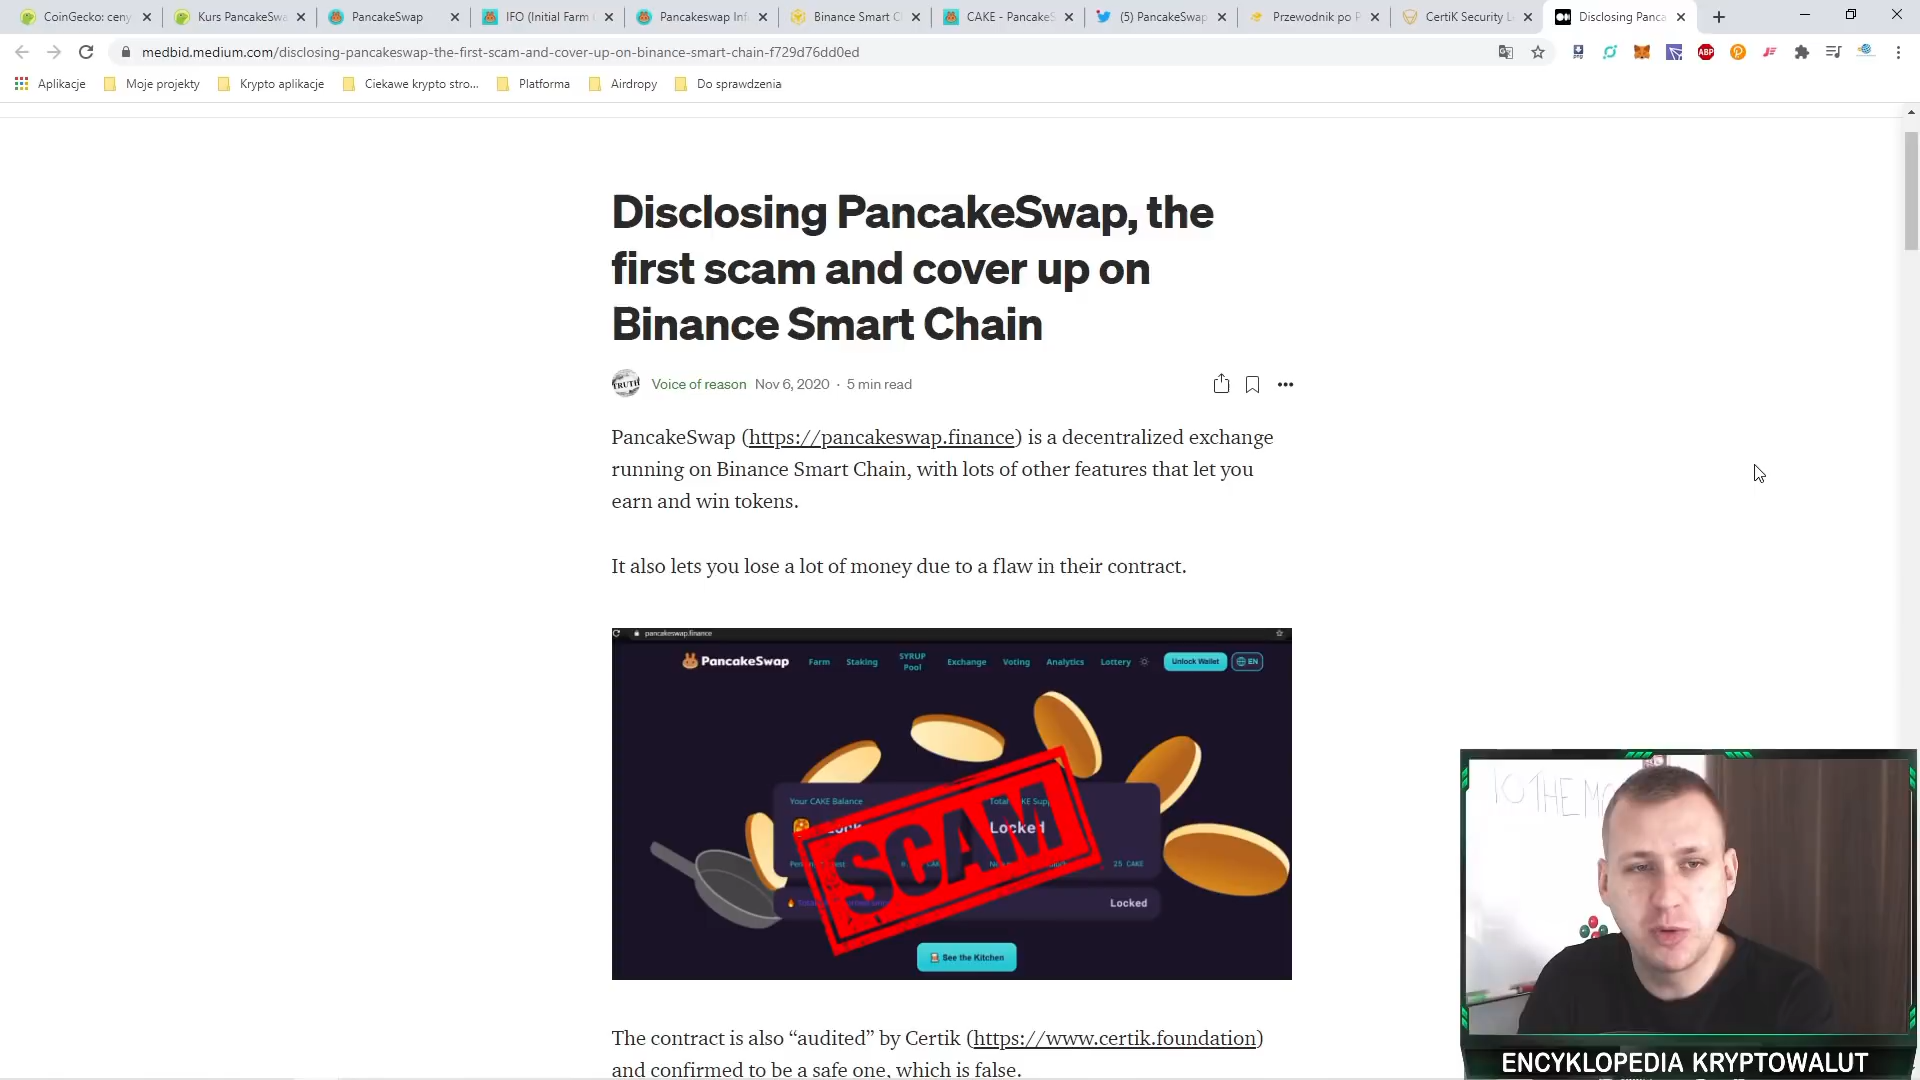 CoinGecko: ceny
Kurs PancakeSwa
PancakeSwap
IFO (Initial Farm
Pancakeswap Inf
Binance Smart C
CAKE - PancakeS
(5) PancakeSwap
Przewodnik po P
CertiK Security L
Disclosing Panca
medbid.medium.com/disclosing-pancakeswap-the-first-scam-and-cover-up-on-binance-smart-chain-f729d76dd0ed
Aplikacje
Moje projekty
Krypto aplikacje
Ciekawe krypto stro...
Platforma
Airdropy
Do sprawdzenia
Disclosing PancakeSwap, the
first scam and cover up on
Binance Smart Chain
TRUTH
Voice of reason Nov 6, 2020 · 5 min read
PancakeSwap (https://pancakeswap.finance) is a decentralized exchange
running on Binance Smart Chain, with lots of other features that let you
earn and win tokens.
It also lets you lose a lot of money due to a flaw in their contract.
pancakeswap.finance
PancakeSwap Farm Staking SYRUP Pool Exchange Voting Analytics Lottery Unlock Wallet EN
Your CAKE Balance
Locked
25 CAKE
SCAM
Locked
See the Kitchen
The contract is also “audited” by Certik (https://www.certik.foundation)
and confirmed to be a safe one, which is false.
ENCYKLOPEDIA KRYPTOWALUT